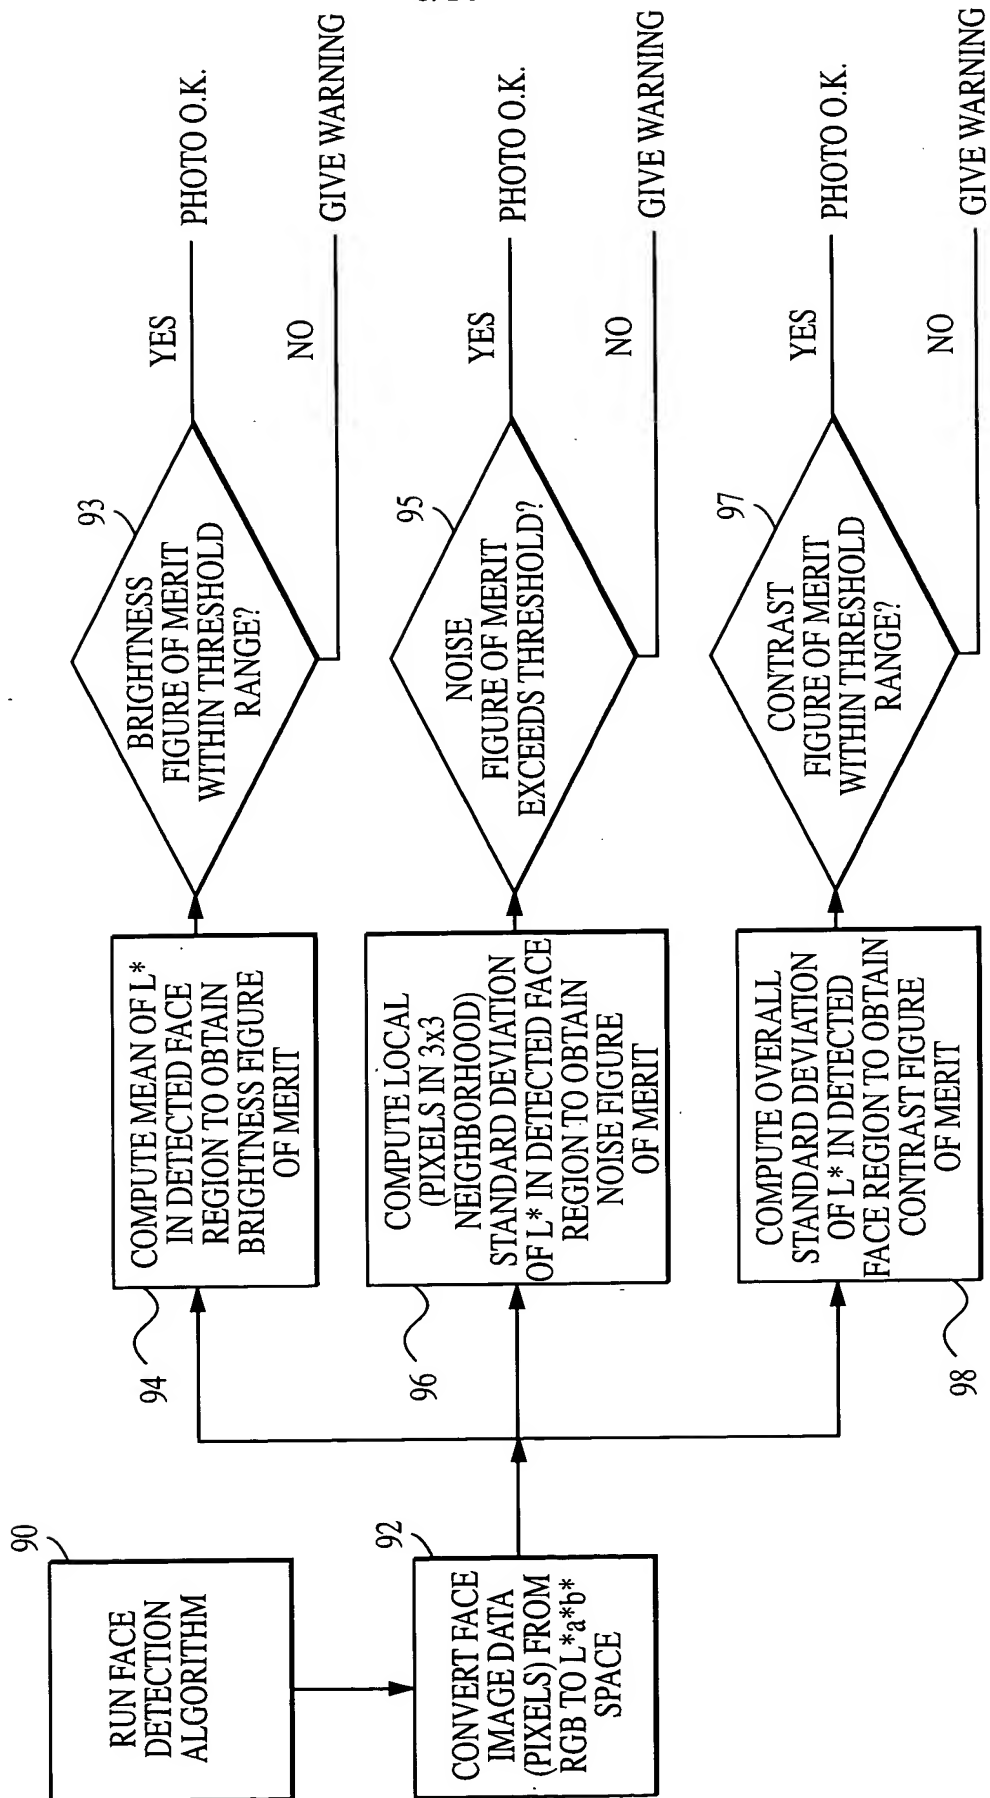 90
RUN FACE
DETECTION
ALGORITHM
92
CONVERT FACE
IMAGE DATA
(PIXELS) FROM
RGB TO L*a*b*
SPACE
94
COMPUTE MEAN OF L*
IN DETECTED FACE
REGION TO OBTAIN
BRIGHTNESS FIGURE
OF MERIT
93
BRIGHTNESS
FIGURE OF MERIT
WITHIN THRESHOLD
RANGE?
YES
PHOTO O.K.
NO
GIVE WARNING
96
COMPUTE LOCAL
(PIXELS IN 3x3
NEIGHBORHOOD)
STANDARD DEVIATION
OF L* IN DETECTED FACE
REGION TO OBTAIN
NOISE FIGURE
OF MERIT
95
NOISE
FIGURE OF MERIT
EXCEEDS THRESHOLD?
YES
PHOTO O.K.
NO
GIVE WARNING
98
COMPUTE OVERALL
STANDARD DEVIATION
OF L* IN DETECTED
FACE REGION TO OBTAIN
CONTRAST FIGURE
OF MERIT
97
CONTRAST
FIGURE OF MERIT
WITHIN THRESHOLD
RANGE?
YES
PHOTO O.K.
NO
GIVE WARNING